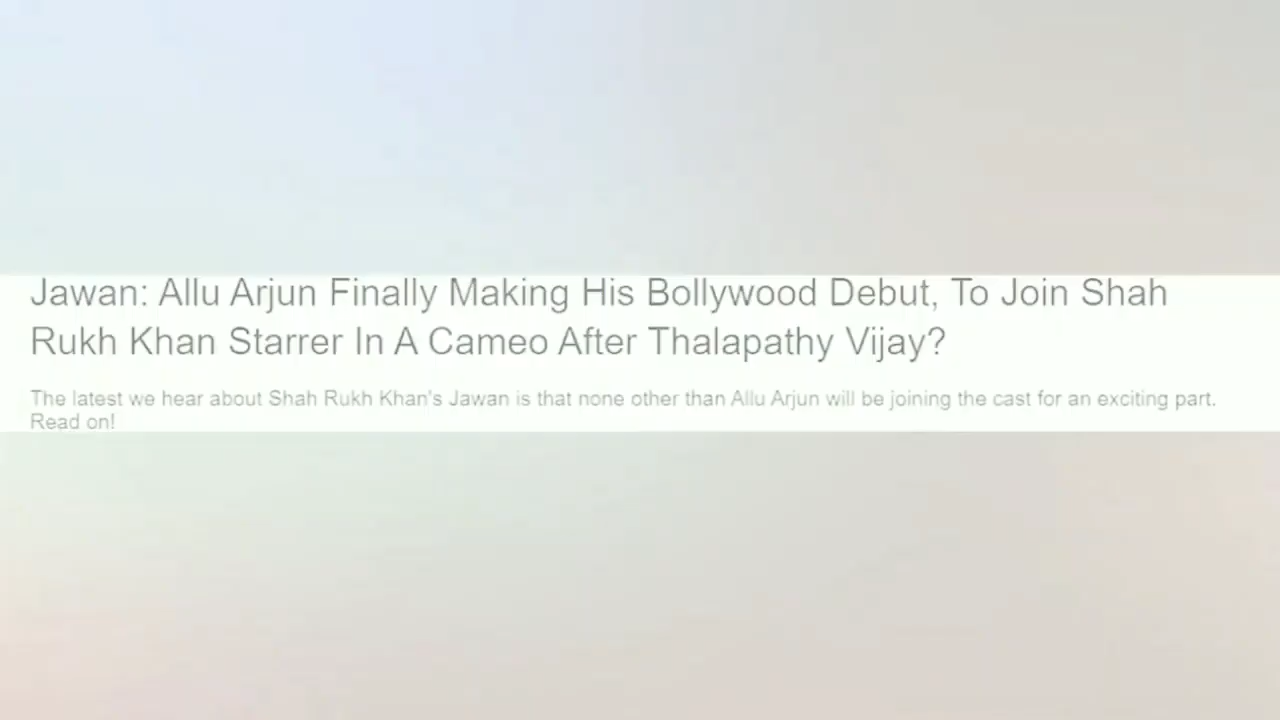 Jawan: Allu Arjun Finally Making His Bollywood Debut, To Join Shah
Rukh Khan Starrer In A Cameo After Thalapathy Vijay?
The latest we hear about Shah Rukh Khan's Jawan is that none other than Allu Arjun will be joining the cast for an exciting part.
Read on!